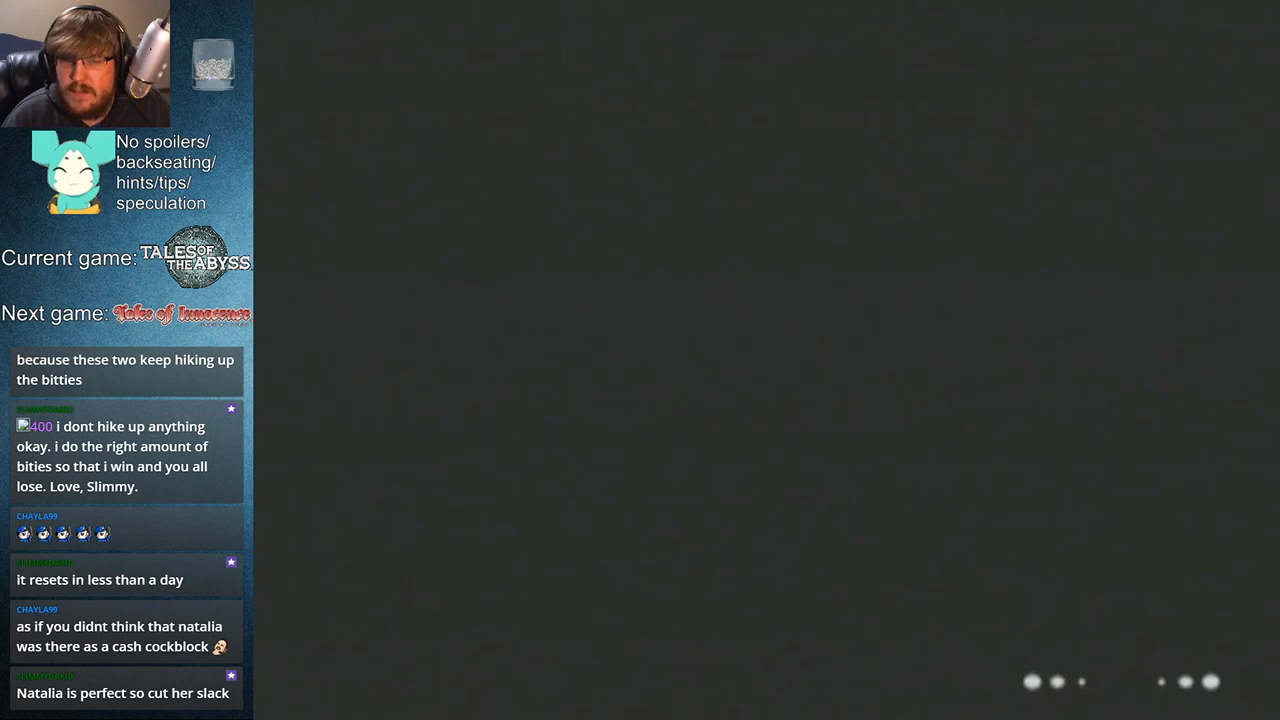 No spoilers/
backseating/
hints/tips/
speculation
Current game: TALES OF THE ABYSS
Next game: Tales of Innocence
because these two keep hiking up
the bitties
400 i dont hike up anything
okay. i do the right amount of
bities so that i win and you all
lose. Love, Slimmy.
CHAYLA99
SLIMMYDAKID
it resets in less than a day
CHAYLA99
as if you didnt think that natalia
was there as a cash cockblock
SLIMMYDAKID
Natalia is perfect so cut her slack